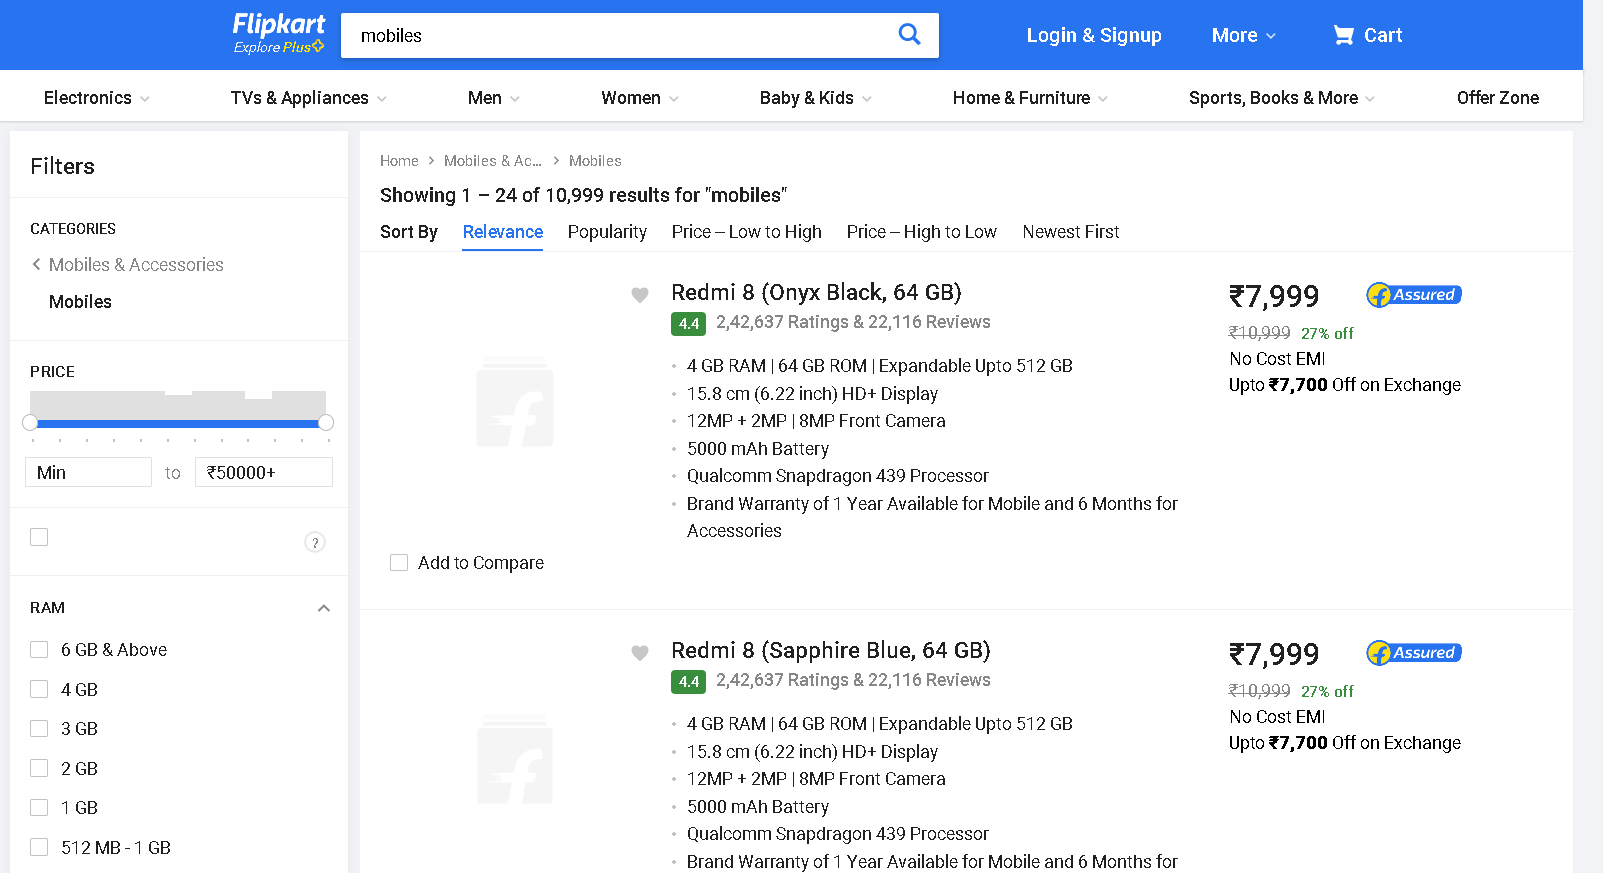 Flipkart
Explore Plus
mobiles
Login & Signup
More
Cart
Electronics
TVs & Appliances
Men
Women
Baby & Kids
Home & Furniture
Sports, Books & More
Offer Zone
Filters
CATEGORIES
Mobiles & Accessories
Mobiles
PRICE
Min to ₹50000+
?
RAM
6 GB & Above
4 GB
3 GB
2 GB
1 GB
512 MB - 1 GB
Home > Mobiles & Ac... > Mobiles
Showing 1 – 24 of 10,999 results for "mobiles"
Sort By Relevance Popularity Price -- Low to High Price -- High to Low Newest First
Redmi 8 (Onyx Black, 64 GB)
4.4 2,42,637 Ratings & 22,116 Reviews
4 GB RAM | 64 GB ROM | Expandable Upto 512 GB
15.8 cm (6.22 inch) HD+ Display
12MP + 2MP | 8MP Front Camera
5000 mAh Battery
Qualcomm Snapdragon 439 Processor
Brand Warranty of 1 Year Available for Mobile and 6 Months for
Accessories
Add to Compare
₹7,999
Assured
₹10,999 27% off
No Cost EMI
Upto ₹7,700 Off on Exchange
Redmi 8 (Sapphire Blue, 64 GB)
4.4 2,42,637 Ratings & 22,116 Reviews
4 GB RAM | 64 GB ROM | Expandable Upto 512 GB
15.8 cm (6.22 inch) HD+ Display
12MP + 2MP | 8MP Front Camera
5000 mAh Battery
Qualcomm Snapdragon 439 Processor
Brand Warranty of 1 Year Available for Mobile and 6 Months for
₹7,999
Assured
₹10,999 27% off
No Cost EMI
Upto ₹7,700 Off on Exchange